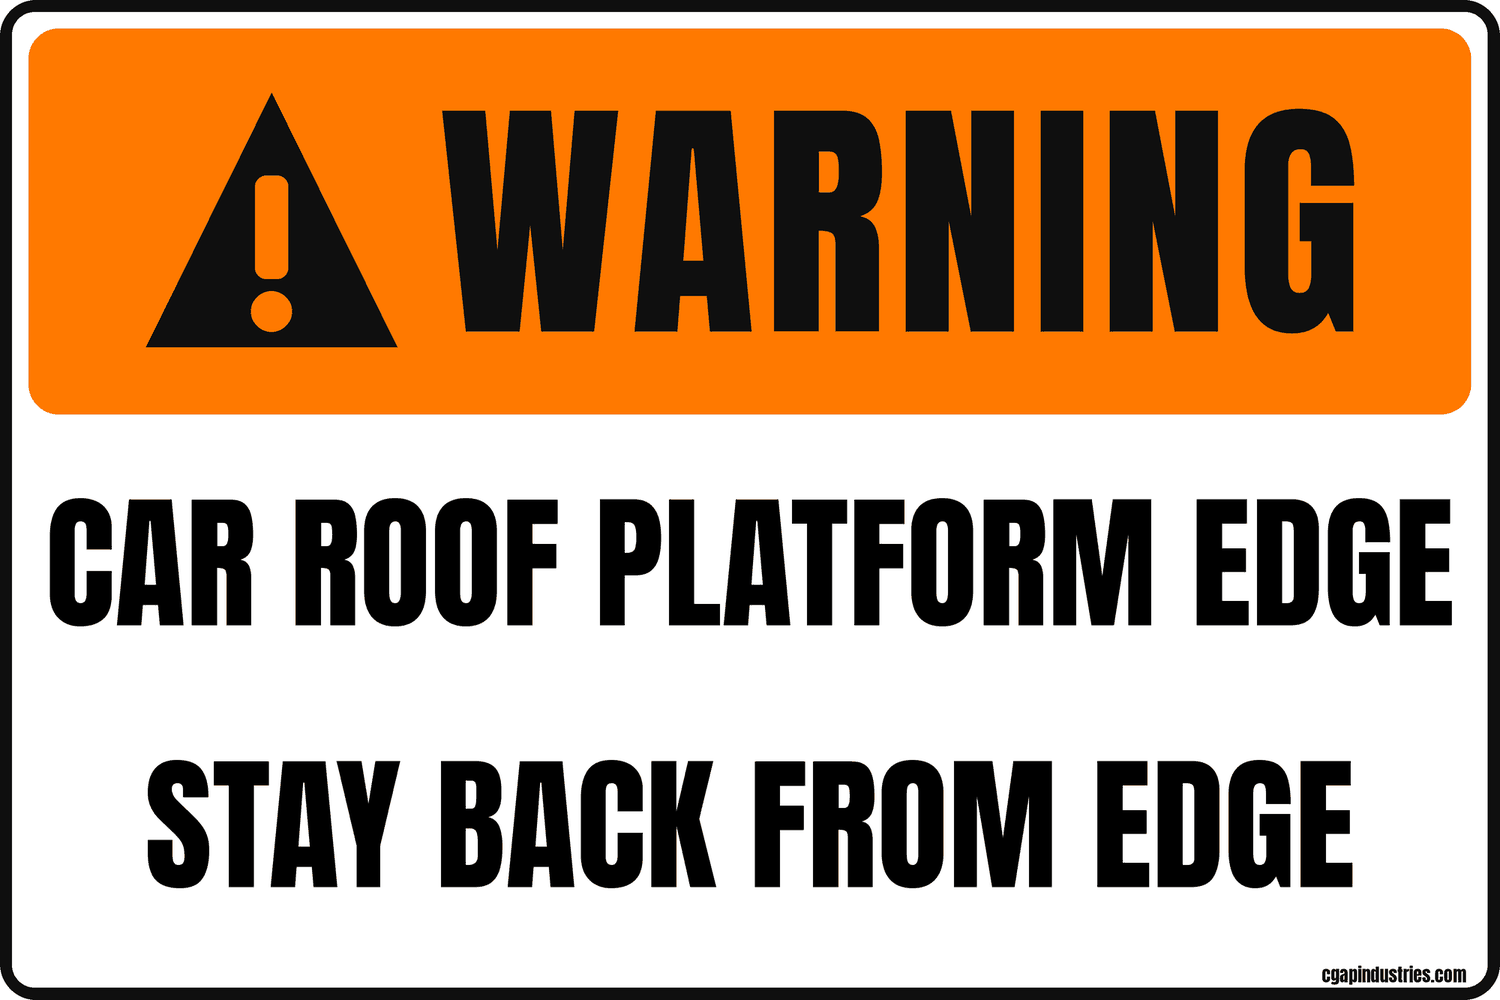 WARNING
CAR ROOF PLATFORM EDGE
STAY BACK FROM EDGE
cgapindustries.com